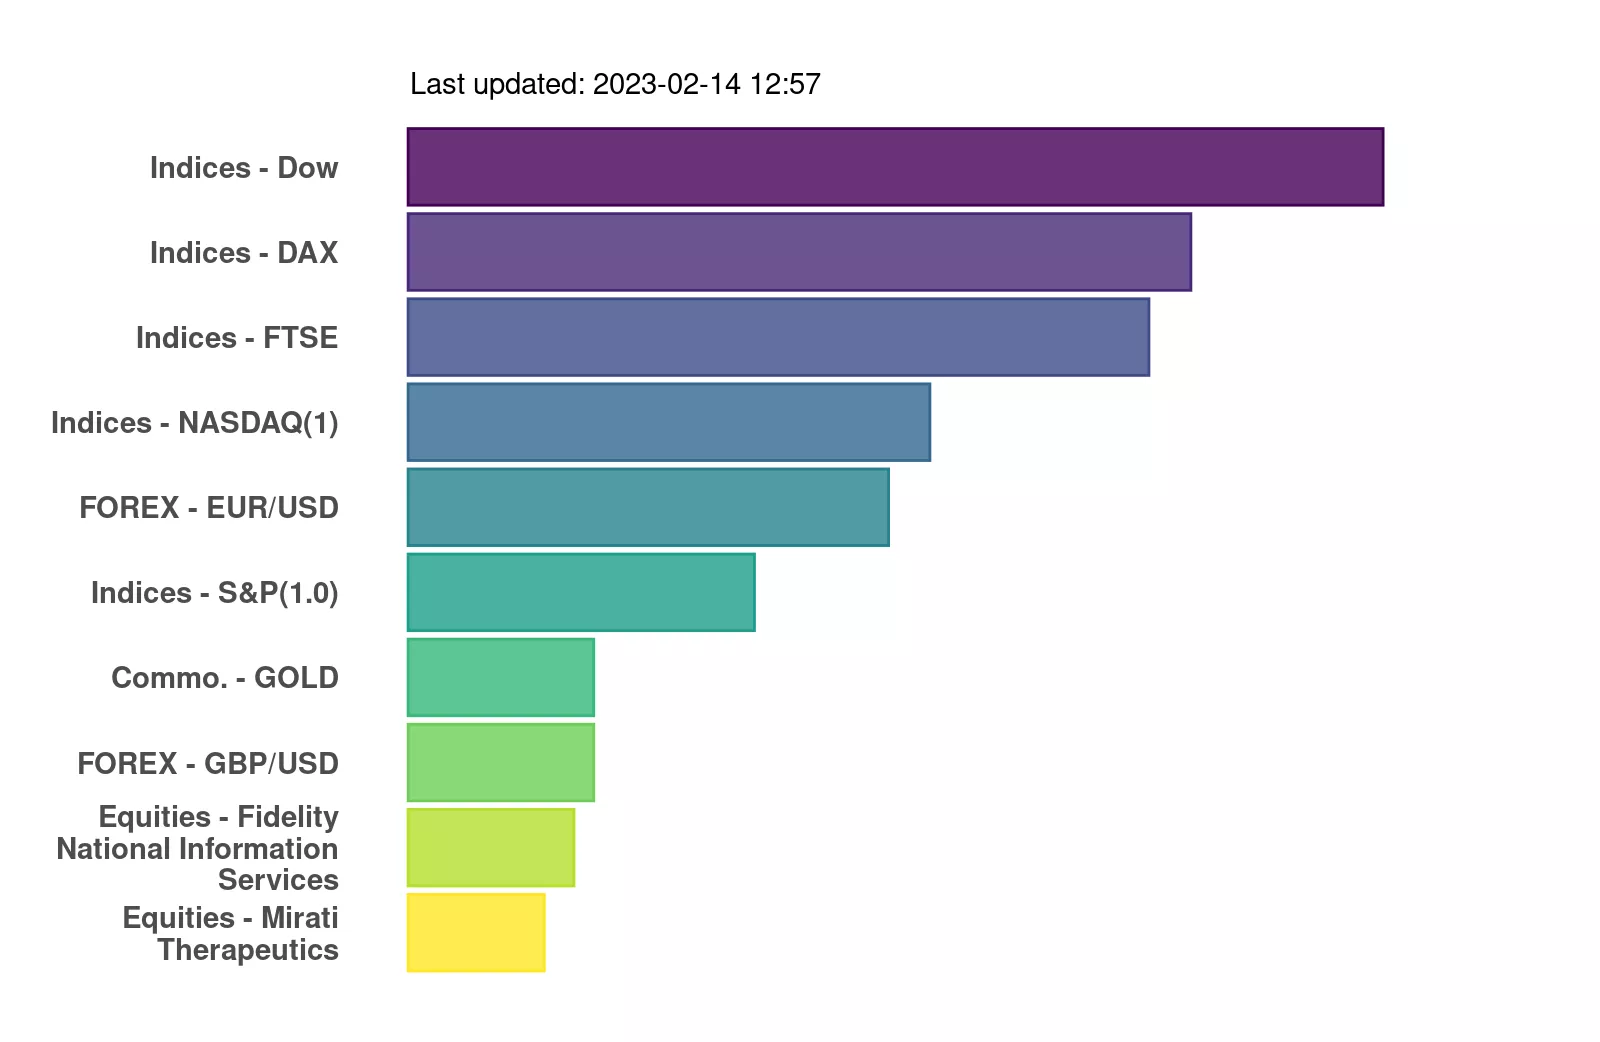 Last updated: 2023-02-14 12:57
Indices - Dow
Indices - DAX
Indices - FTSE
Indices - NASDAQ(1)
FOREX - EUR/USD
Indices - S&P(1.0)
Commo. - GOLD
FOREX - GBP/USD
Equities - Fidelity
National Information
Services
Equities - Mirati
Therapeutics